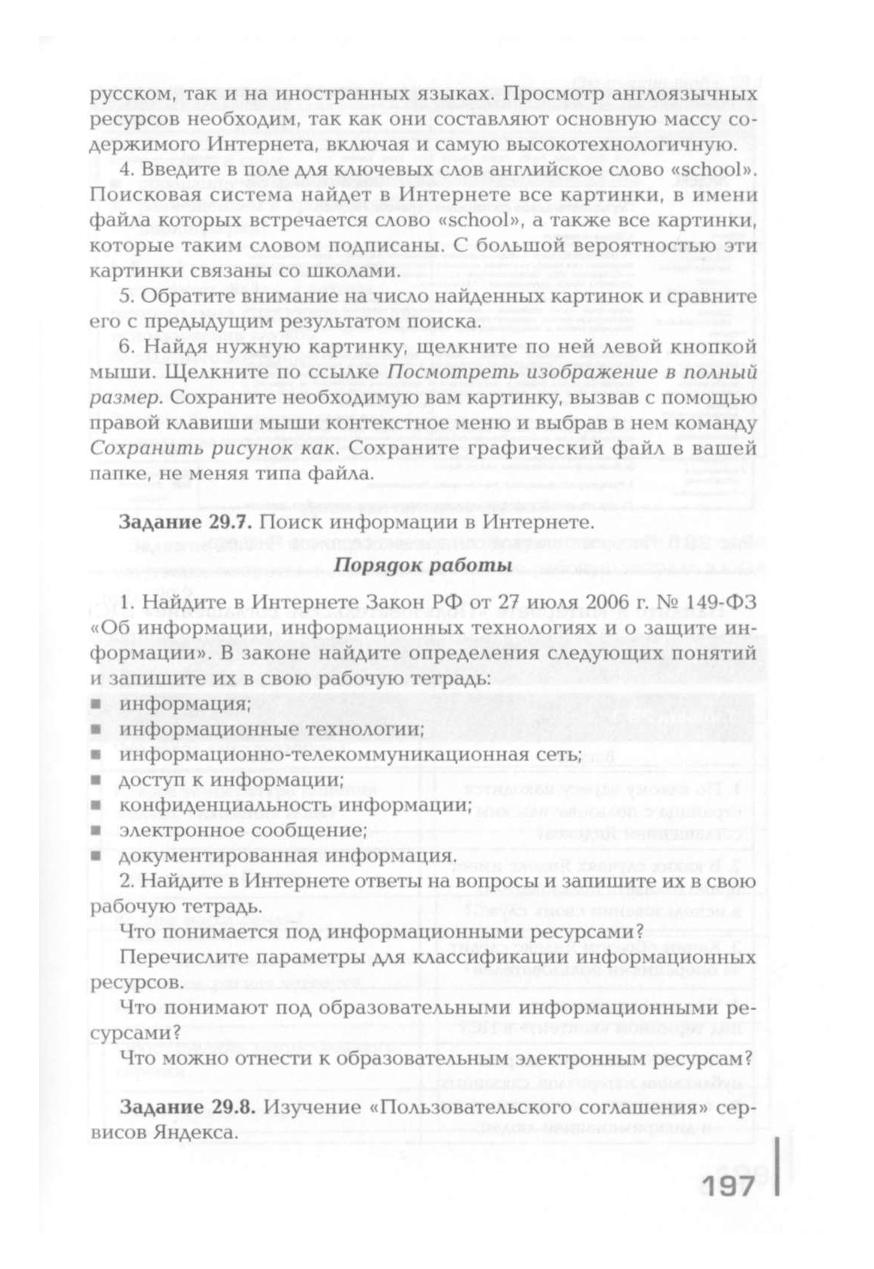 русском, так и на иностранных языках. Просмотр англоязычных
ресурсов необходим, так как они составляют основную массу со-
держимого Интернета, включая и самую высокотехнологичную.
4. Введите в поле для ключевых слов английское слово «school».
Поисковая система найдет в Интернете все картинки, в имени
файла которых встречается слово «school», а также все картинки,
которые таким словом подписаны. С большой вероятностью эти
картинки связаны со школами.
5. Обратите внимание на число найденных картинок и сравните
его с предыдущим результатом поиска.
6. Найдя нужную картинку, щелкните по ней левой кнопкой
мыши. Щелкните по ссылке Посмотреть изображение в полный
размер. Сохраните необходимую вам картинку, вызвав с помощью
правой клавиши мыши контекстное меню и выбрав в нем команду
Сохранить рисунок как. Сохраните графический файл в вашей
папке, не меняя типа файла.
Задание 29.7. Поиск информации в Интернете.
Порядок работы
1. Найдите в Интернете Закон РФ от 27 июля 2006 г. № 149-ФЗ
«Об информации, информационных технологиях и о защите ин-
формации». В законе найдите определения следующих понятий
и запишите их в свою рабочую тетрадь:
■ информация;
■ информационные технологии;
■ информационно-телекоммуникационная сеть;
■ доступ к информации;
■ конфиденциальность информации;
■ электронное сообщение;
■ документированная информация.
2. Найдите в Интернете ответы на вопросы и запишите их в свою
рабочую тетрадь.
Что понимается под информационными ресурсами?
Перечислите параметры для классификации информационных
ресурсов.
Что понимают под образовательными информационными ре-
сурсами?
Что можно отнести к образовательным электронным ресурсам?
Задание 29.8. Изучение «Пользовательского соглашения» сер-
висов Яндекса.
197